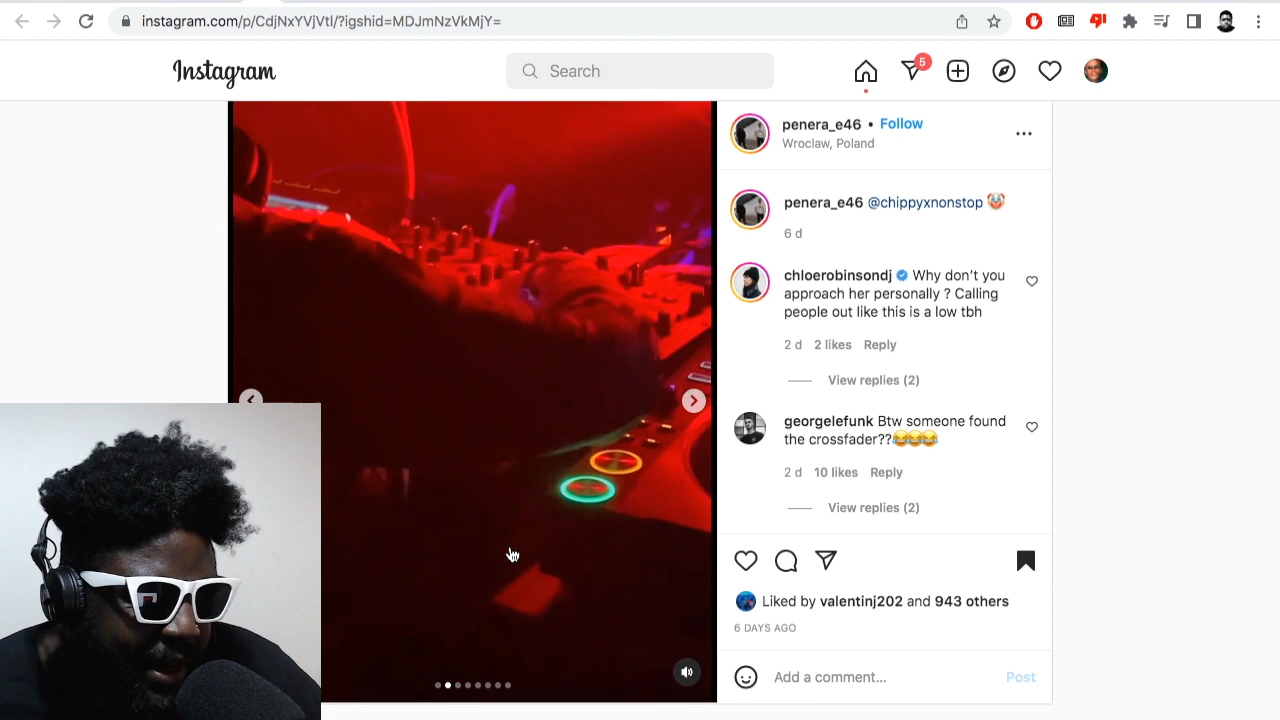 instagram.com/p/CdjNxYVjVtI/?igshid=MDJmNzVkMjY=
Instagram
Search
5
penera_e46 • Follow
Wroclaw, Poland
penera_e46 @chippyxnonstop 🤡
6 d
chloerobinsondj Why don't you
approach her personally ? Calling
people out like this is a low tbh
2 d 2 likes Reply
View replies (2)
georgelefunk Btw someone found
the crossfader??😂😂😂
2 d 10 likes Reply
View replies (2)
Liked by valentinj202 and 943 others
6 DAYS AGO
Add a comment...
Post